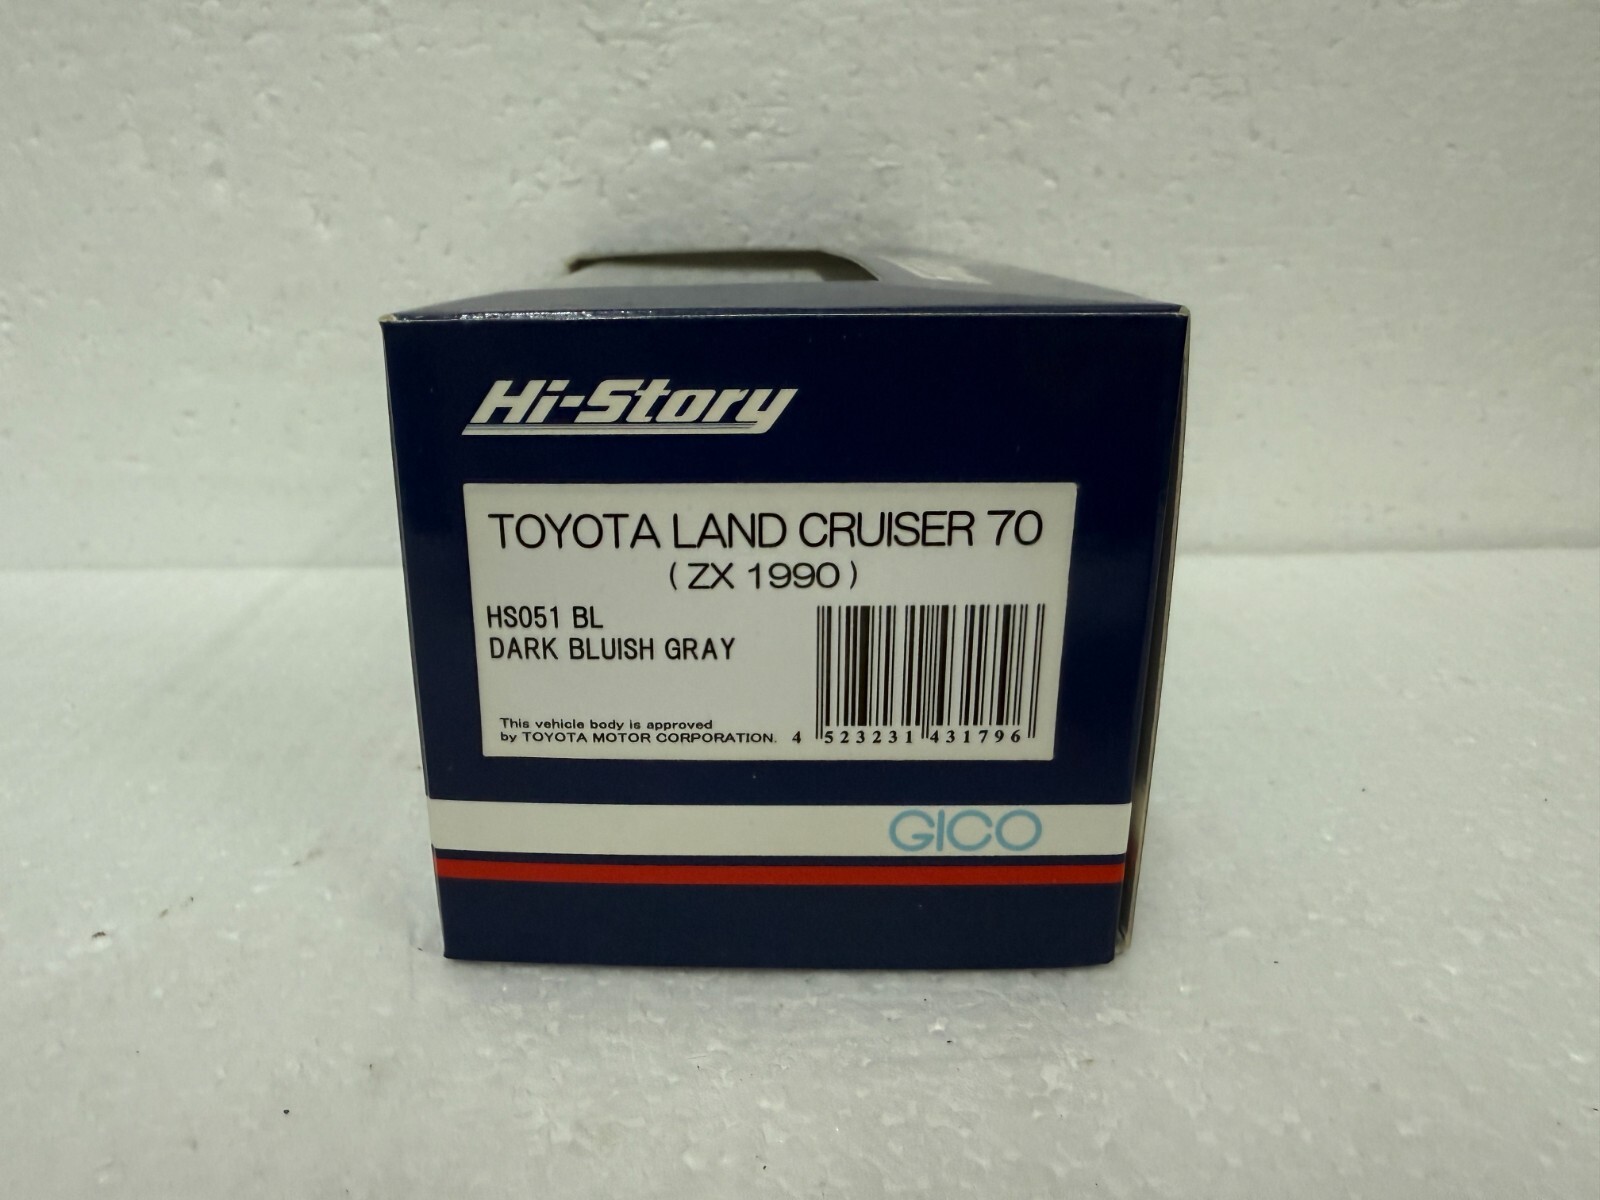 Hi-Story
TOYOTA LAND CRUISER 70
(ZX 1990)
HS051 BL
DARK BLUISH GRAY
This vehicle body is approved
by TOYOTA MOTOR CORPORATION.
4 523231 431796
GICO